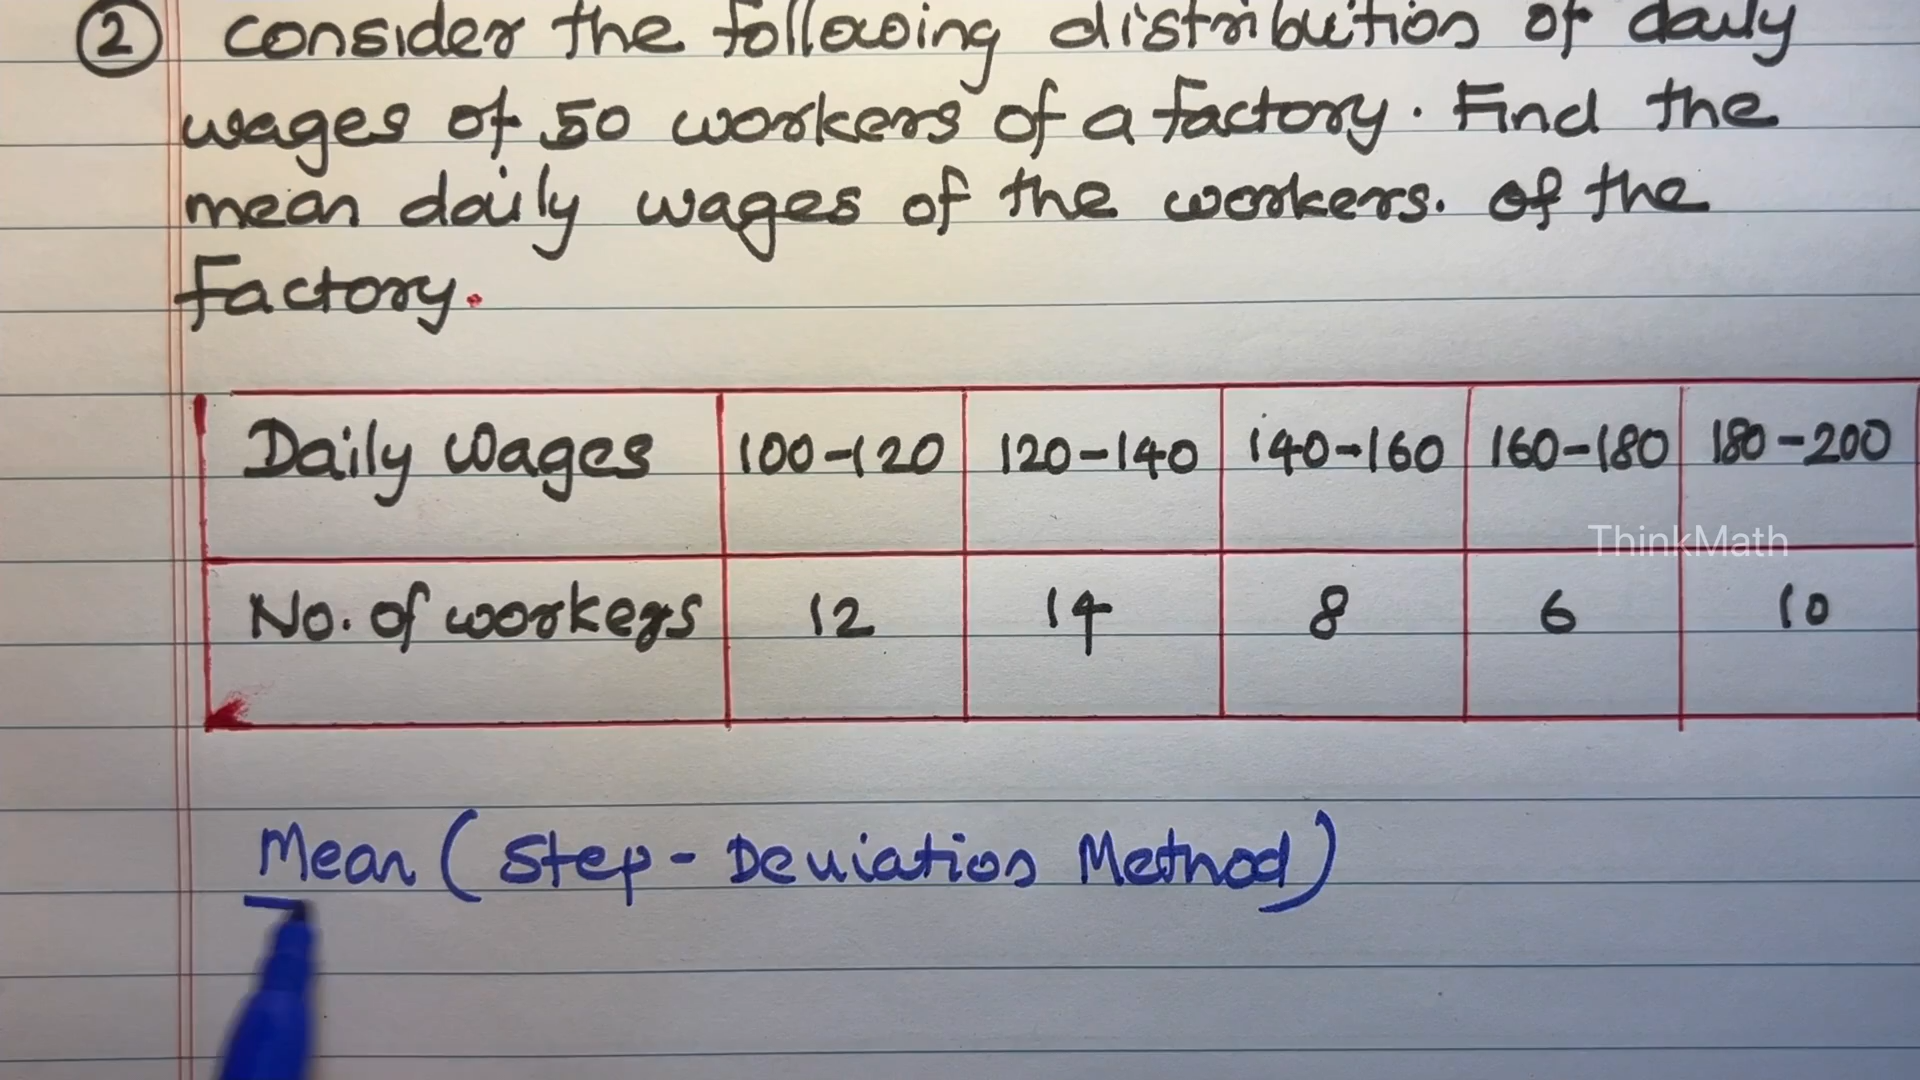 ② consider the following distribution of daily
wages of 50 workers of a factory. Find the
mean daily wages of the workers. of the
factory.
Daily wages 100-120 120-140 140-160 160-180 180-200
ThinkMath
No. of workers 12 14 8 6 10
Mean (Step-Deviation Method)